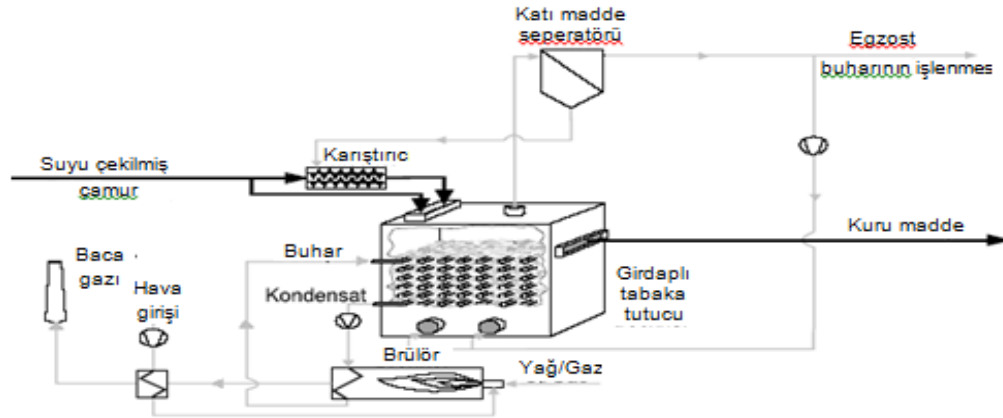 Katı madde
seperatörü
Egzost
buharının işlenmes
Karıştırıc
Suyu çekilmiş
çamur
Kuru madde
Buhar
Baca
gazı
Hava
girişi
Kondensat
Girdaplı
tabaka
tutucu
Brülör
Yağ/Gaz